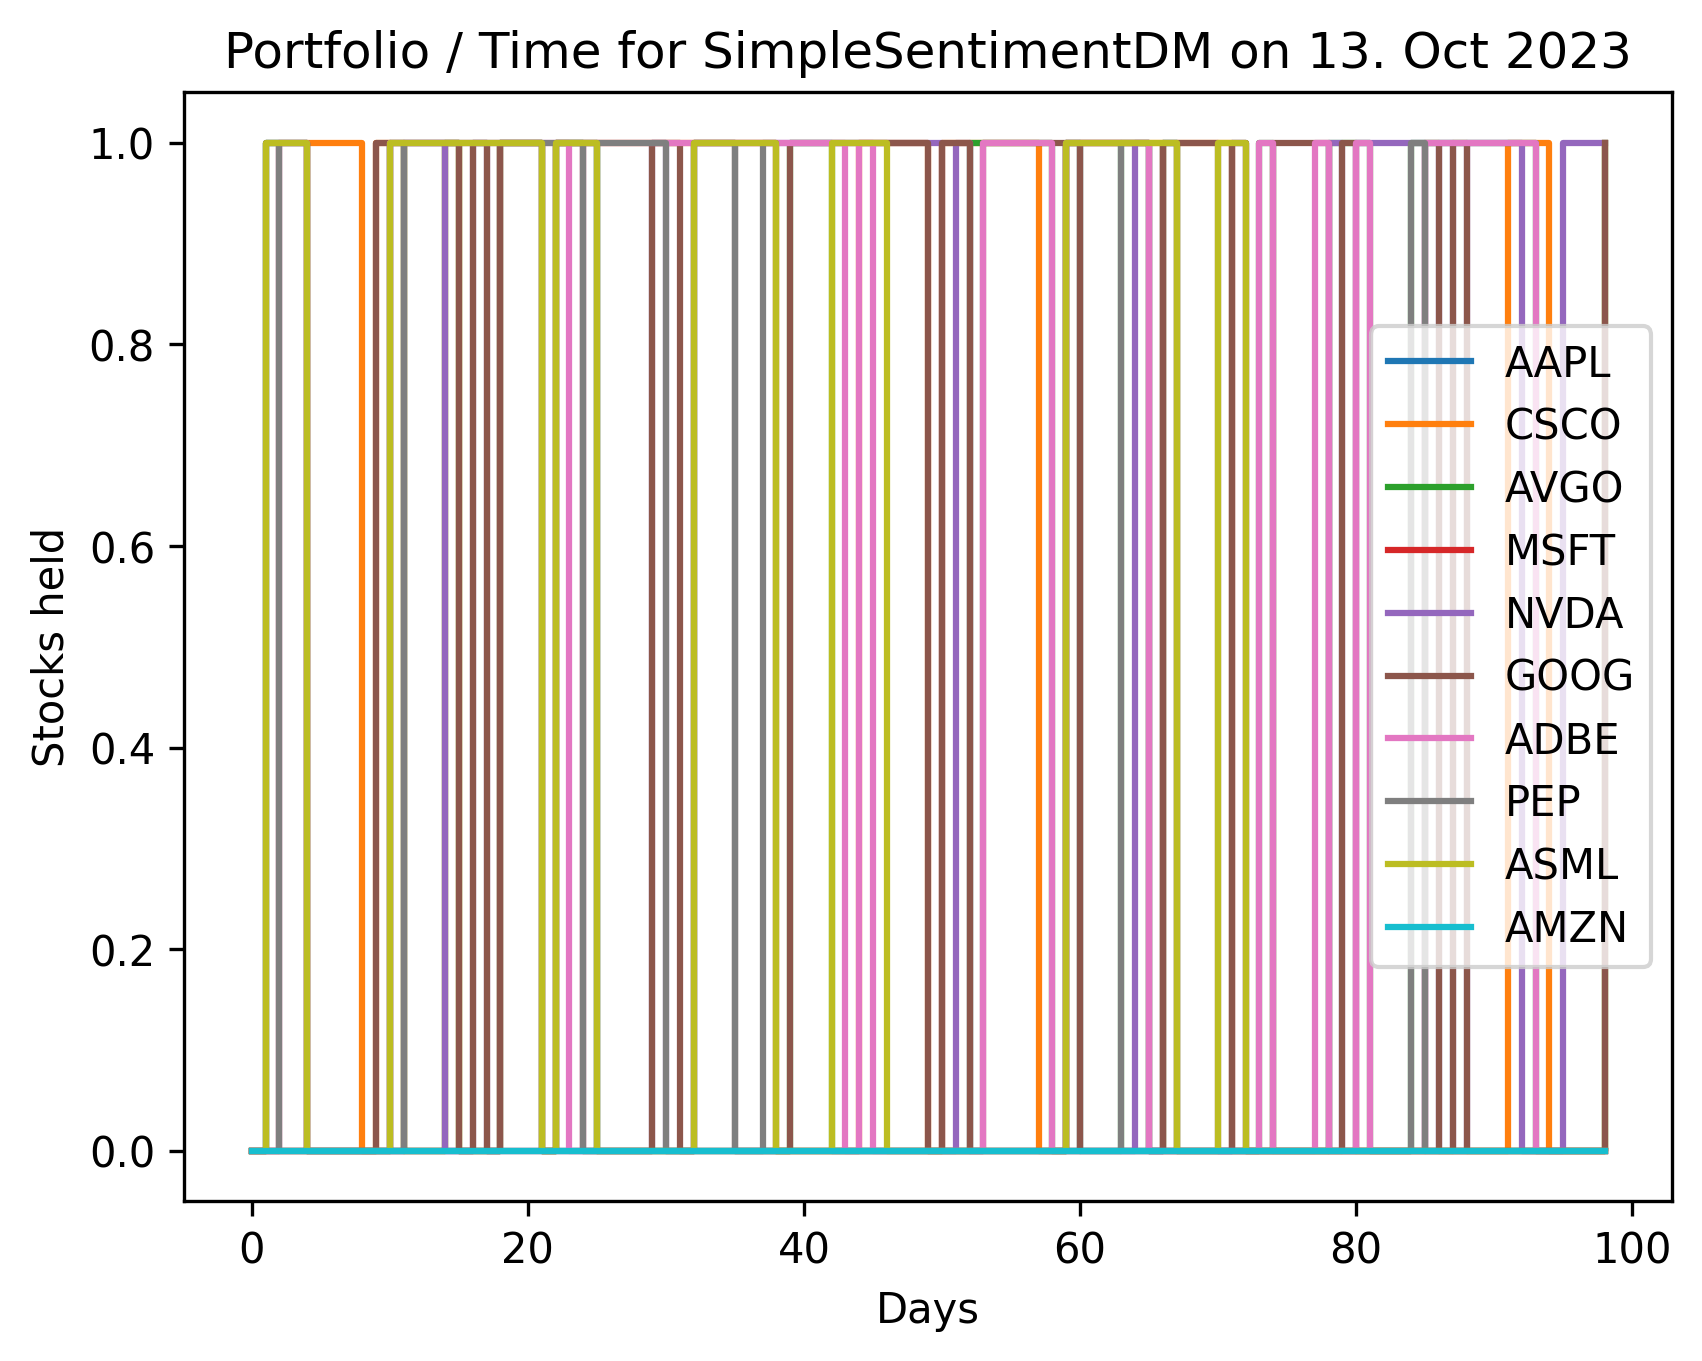 Portfolio / Time for SimpleSentimentDM on 13. Oct 2023
1.0
0.8
0.6
0.4
0.2
0.0
Stocks held
AAPL
CSCO
AVGO
MSFT
NVDA
GOOG
ADBE
PEP
ASML
AMZN
0 20 40 60 80 100
Days